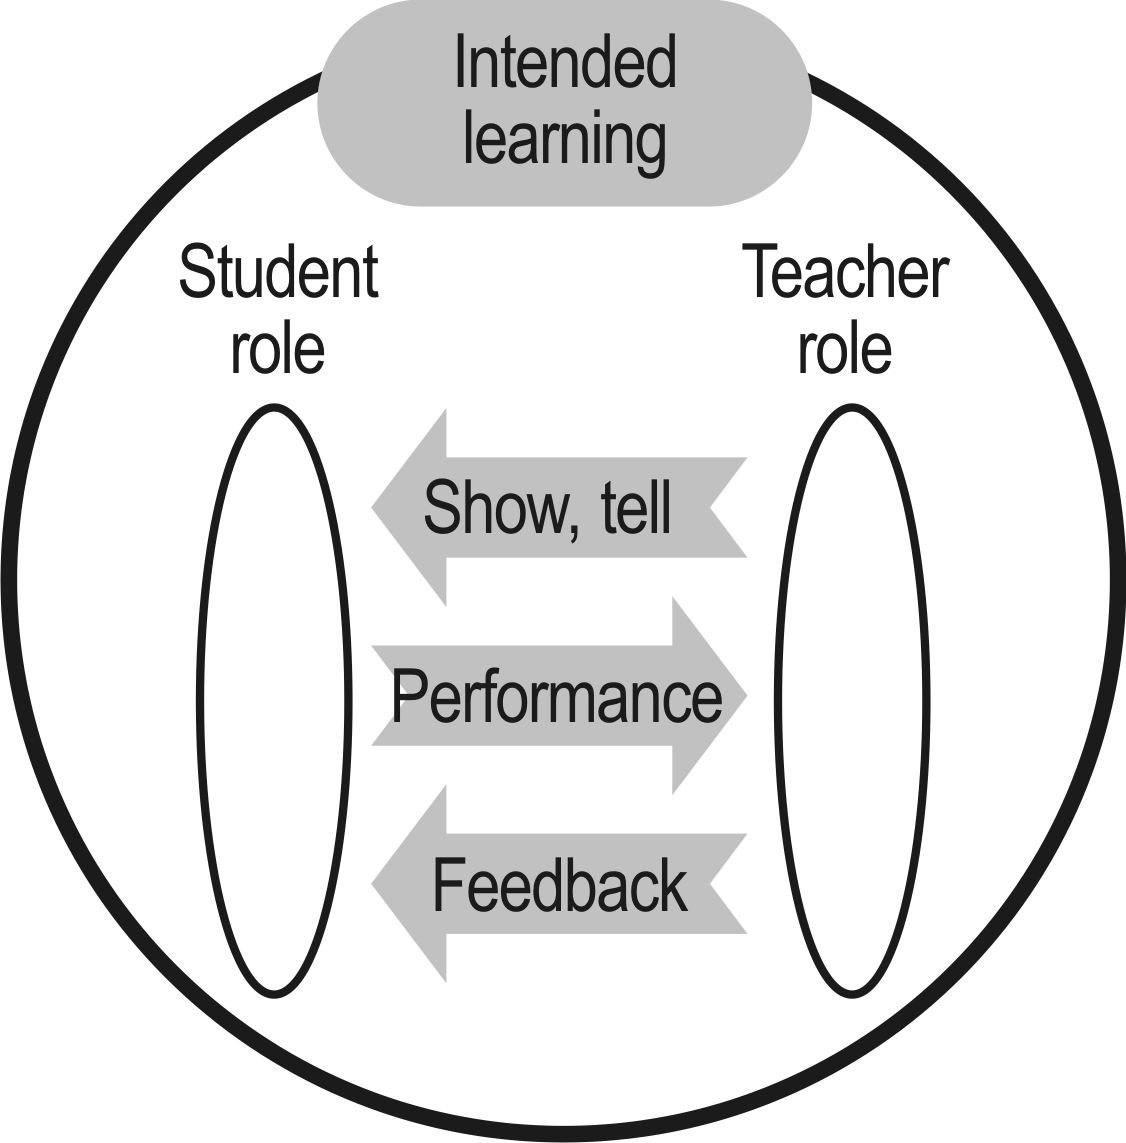 Intended
learning
Student
role
Teacher
role
Show, tell
Performance
Feedback